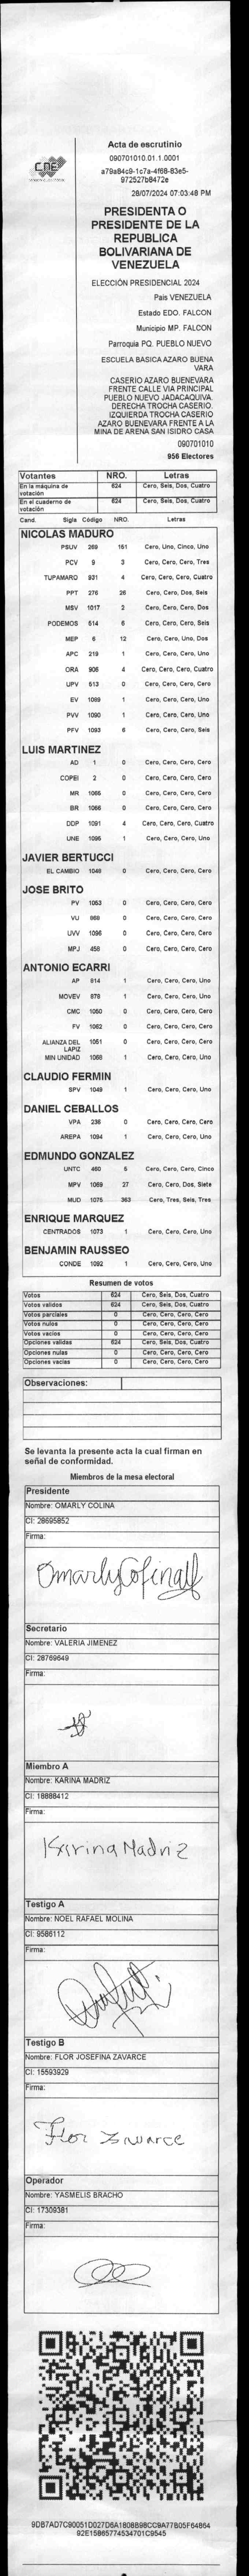 CNE
Acta de escrutinio
090701010.01.1.0001
a79a84c9-1c7a-4f68-83e5-
972527b8472e
28/07/2024 07:03:48 PM
PRESIDENTA O
PRESIDENTE DE LA
REPUBLICA
BOLIVARIANA DE
VENEZUELA
ELECCIÓN PRESIDENCIAL 2024
Pais VENEZUELA
Estado EDO. FALCON
Municipio MP. FALCON
Parroquia PQ. PUEBLO NUEVO
ESCUELA BASICA AZARO BUENA
VARA
CASERIO AZARO BUENEVARA
FRENTE CALLE VIA PRINCIPAL
PUEBLO NUEVO JADACAQUIVA.
DERECHA TROCHA CASERIO
IZQUIERDA TROCHA CASERIO
AZARO BUENEVARA FRENTE A LA
MINA DE ARENA SAN ISIDRO CASA
090701010
956 Electores
Votantes NRO. Letras
En la máquina de votación 624 Cero, Seis, Dos, Cuatro
En el cuaderno de votación 624 Cero, Seis, Dos, Cuatro
Cand. Sigla Código NRO. Letras
NICOLAS MADURO
PSUV 269 151 Cero, Uno, Cinco, Uno
PCV 9 3 Cero, Cero, Cero, Tres
TUPAMARO 931 4 Cero, Cero, Cero, Cuatro
PPT 276 26 Cero, Cero, Dos, Seis
MSV 1017 2 Cero, Cero, Cero, Dos
PODEMOS 514 6 Cero, Cero, Cero, Seis
MEP 6 12 Cero, Cero, Uno, Dos
APC 219 1 Cero, Cero, Cero, Uno
ORA 906 4 Cero, Cero, Cero, Cuatro
UPV 513 0 Cero, Cero, Cero, Cero
EV 1089 1 Cero, Cero, Cero, Uno
PVV 1090 1 Cero, Cero, Cero, Uno
PFV 1093 6 Cero, Cero, Cero, Seis
LUIS MARTINEZ
AD 1 0 Cero, Cero, Cero, Cero
COPEI 2 0 Cero, Cero, Cero, Cero
MR 1065 0 Cero, Cero, Cero, Cero
BR 1066 0 Cero, Cero, Cero, Cero
DDP 1091 4 Cero, Cero, Cero, Cuatro
UNE 1095 1 Cero, Cero, Cero, Uno
JAVIER BERTUCCI
EL CAMBIO 1048 0 Cero, Cero, Cero, Cero
JOSE BRITO
PV 1053 0 Cero, Cero, Cero, Cero
VU 868 0 Cero, Cero, Cero, Cero
UVV 1096 0 Cero, Cero, Cero, Cero
MPJ 458 0 Cero, Cero, Cero, Cero
ANTONIO ECARRI
AP 814 1 Cero, Cero, Cero, Uno
MOVEV 878 1 Cero, Cero, Cero, Uno
CMC 1050 0 Cero, Cero, Cero, Cero
FV 1062 0 Cero, Cero, Cero, Cero
ALIANZA DEL LAPIZ 1051 0 Cero, Cero, Cero, Cero
MIN UNIDAD 1068 1 Cero, Cero, Cero, Uno
CLAUDIO FERMIN
SPV 1049 1 Cero, Cero, Cero, Uno
DANIEL CEBALLOS
VPA 236 0 Cero, Cero, Cero, Cero
AREPA 1094 1 Cero, Cero, Cero, Uno
EDMUNDO GONZALEZ
UNTC 460 5 Cero, Cero, Cero, Cinco
MPV 1069 27 Cero, Cero, Dos, Siete
MUD 1075 363 Cero, Tres, Seis, Tres
ENRIQUE MARQUEZ
CENTRADOS 1073 1 Cero, Cero, Cero, Uno
BENJAMIN RAUSSEO
CONDE 1092 1 Cero, Cero, Cero, Uno
Resumen de votos
Votos 624 Cero, Seis, Dos, Cuatro
Votos validos 624 Cero, Seis, Dos, Cuatro
Votos parciales 0 Cero, Cero, Cero, Cero
Votos nulos 0 Cero, Cero, Cero, Cero
Votos vacios 0 Cero, Cero, Cero, Cero
Opciones validas 624 Cero, Seis, Dos, Cuatro
Opciones nulas 0 Cero, Cero, Cero, Cero
Opciones vacias 0 Cero, Cero, Cero, Cero
Observaciones:
Se levanta la presente acta la cual firman en
señal de conformidad.
Miembros de la mesa electoral
Presidente
Nombre: OMARLY COLINA
CI: 28695852
Firma:
Omarly Colina
Secretario
Nombre: VALERIA JIMENEZ
CI: 28769649
Firma:
Miembro A
Nombre: KARINA MADRIZ
CI: 18888412
Firma:
Karina Madriz
Testigo A
Nombre: NOEL RAFAEL MOLINA
CI: 9586112
Firma:
Testigo B
Nombre: FLOR JOSEFINA ZAVARCE
CI: 15593929
Firma:
Flor Zavarce
Operador
Nombre: YASMELIS BRACHO
CI: 17309381
Firma:
9DB7AD7C90051D027D6A1808B98CC9A77B05F64864
92E15865774534701C9545